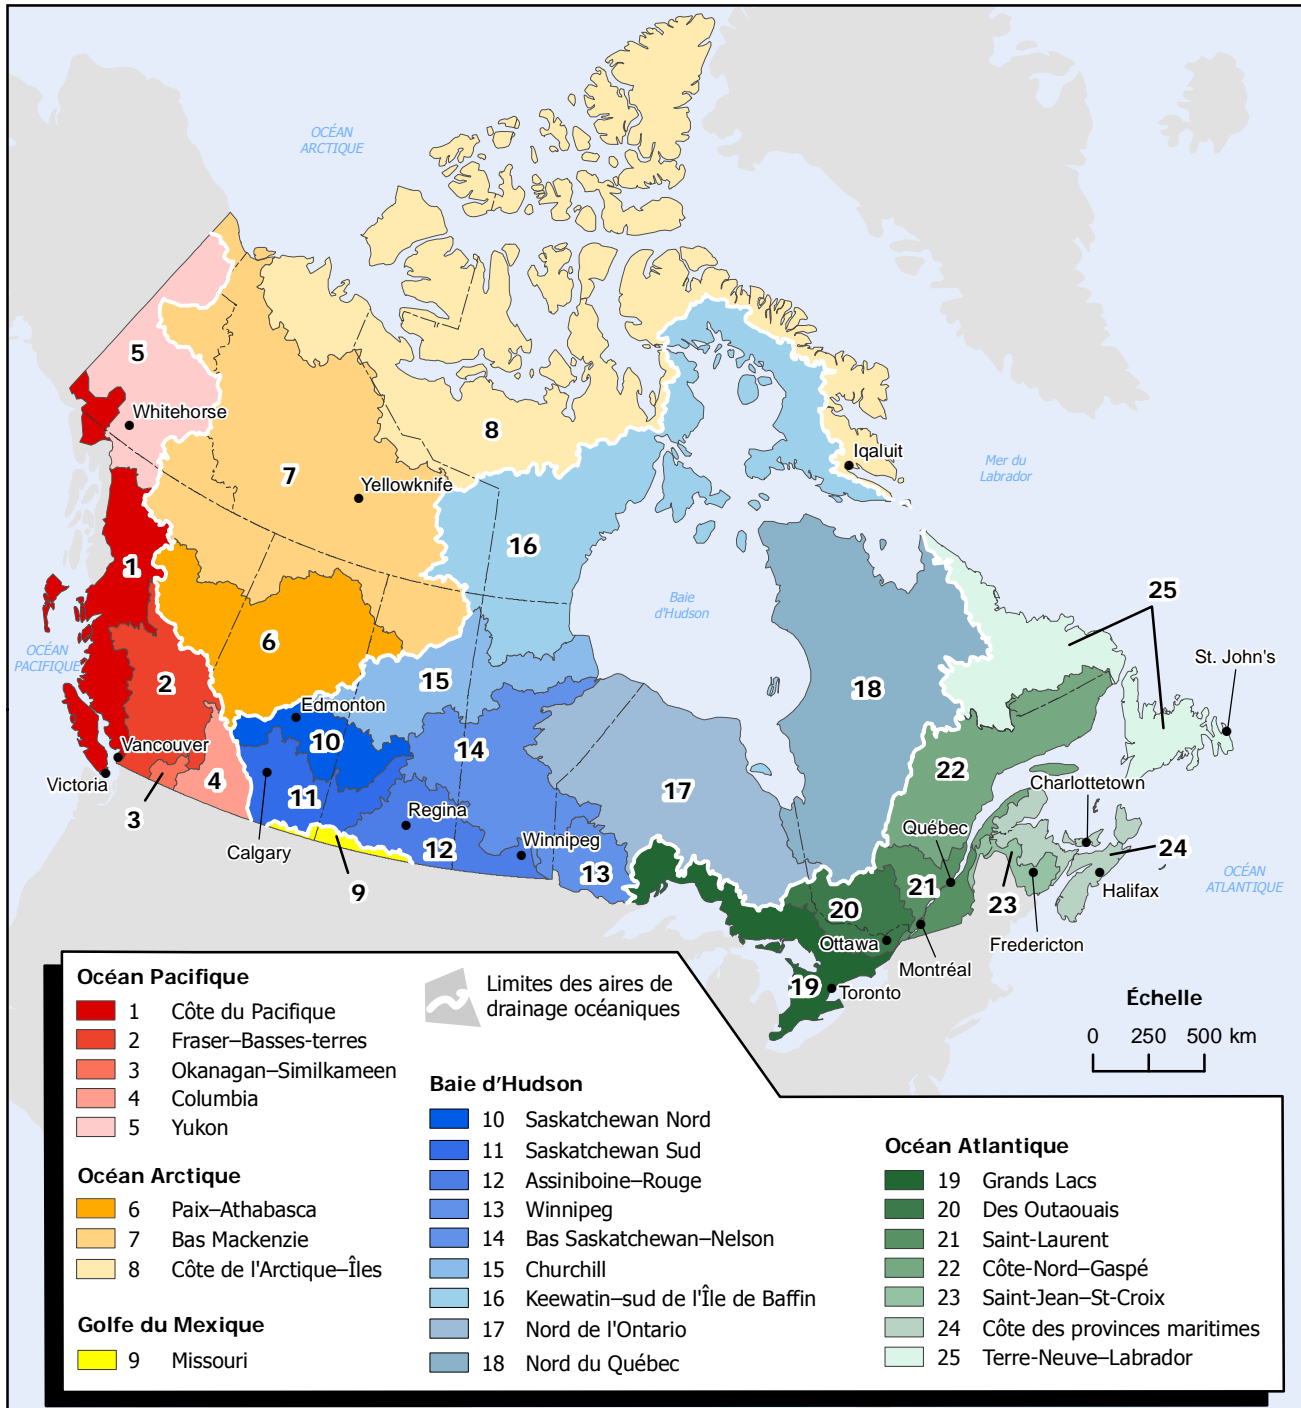 OCÉAN
ARCTIQUE
5
Whitehorse
8
Iqaluit
7
Yellowknife
Mer du
Labrador
16
1
Baie
d'Hudson
25
6
OCÉAN
PACIFIQUE
St. John's
2
15
18
Edmonton
10
14
Vancouver
22
Victoria
4
11
17
Charlottetown
3
Regina
Québec
Calgary
12
Winnipeg
24
9
13
21
OCÉAN
ATLANTIQUE
Halifax
23
20
Ottawa
Fredericton
Montréal
19
Toronto
Échelle
0 250 500 km
Limites des aires de
drainage océaniques
Océan Pacifique
1 Côte du Pacifique
2 Fraser–Basses-terres
3 Okanagan–Similkameen
4 Columbia
5 Yukon
Océan Arctique
6 Paix–Athabasca
7 Bas Mackenzie
8 Côte de l'Arctique–Îles
Golfe du Mexique
9 Missouri
Baie d'Hudson
10 Saskatchewan Nord
11 Saskatchewan Sud
12 Assiniboine–Rouge
13 Winnipeg
14 Bas Saskatchewan–Nelson
15 Churchill
16 Keewatin–sud de l'Île de Baffin
17 Nord de l'Ontario
18 Nord du Québec
Océan Atlantique
19 Grands Lacs
20 Des Outaouais
21 Saint-Laurent
22 Côte-Nord–Gaspé
23 Saint-Jean–St-Croix
24 Côte des provinces maritimes
25 Terre-Neuve–Labrador